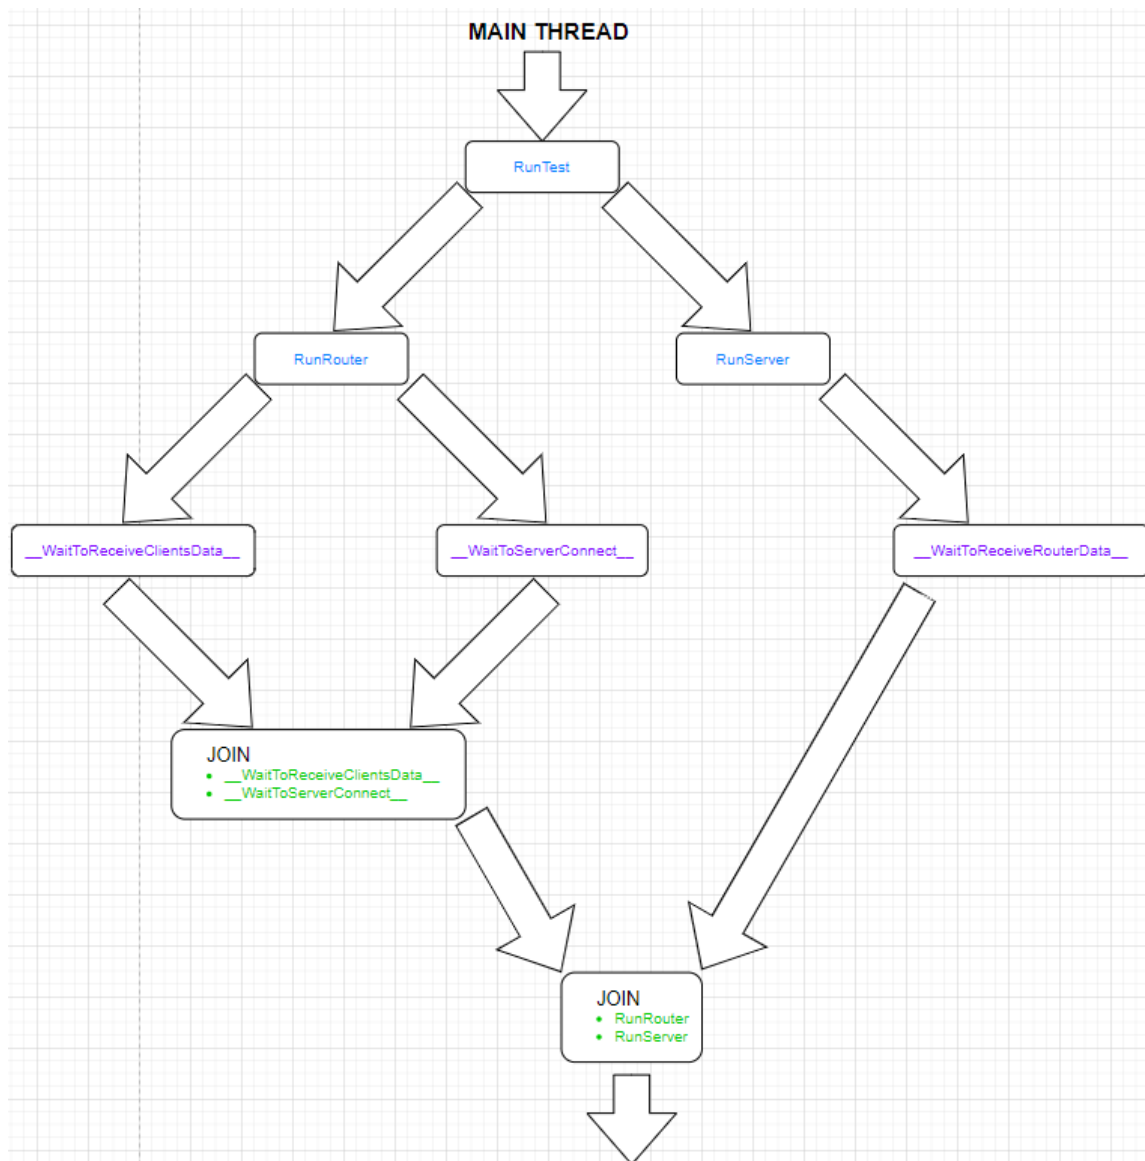 MAIN THREAD
RunTest
RunRouter
RunServer
__WaitToReceiveClientsData__
__WaitToServerConnect__
__WaitToReceiveRouterData__
JOIN
• __WaitToReceiveClientsData__
• __WaitToServerConnect__
JOIN
• RunRouter
• RunServer